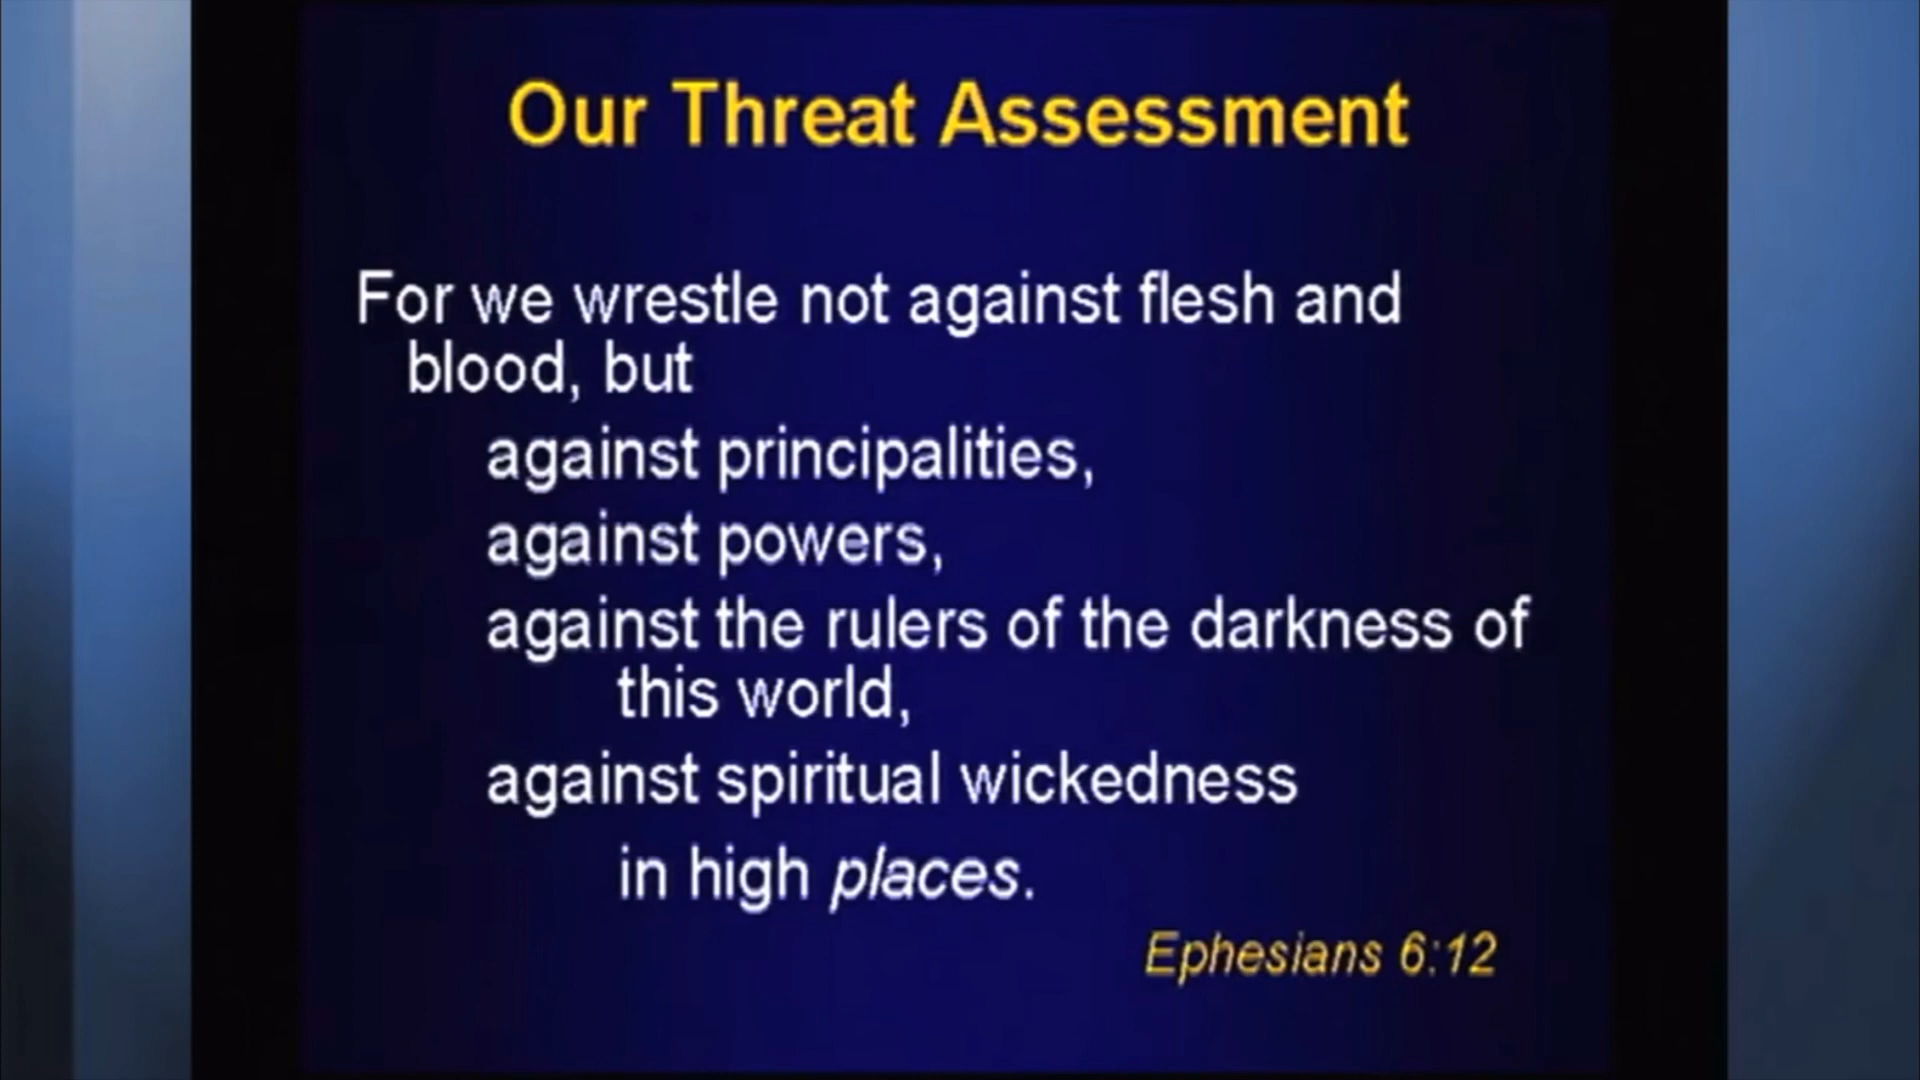 Our Threat Assessment
For we wrestle not against flesh and
blood, but
against principalities,
against powers,
against the rulers of the darkness of
this world,
against spiritual wickedness
in high places.
Ephesians 6:12